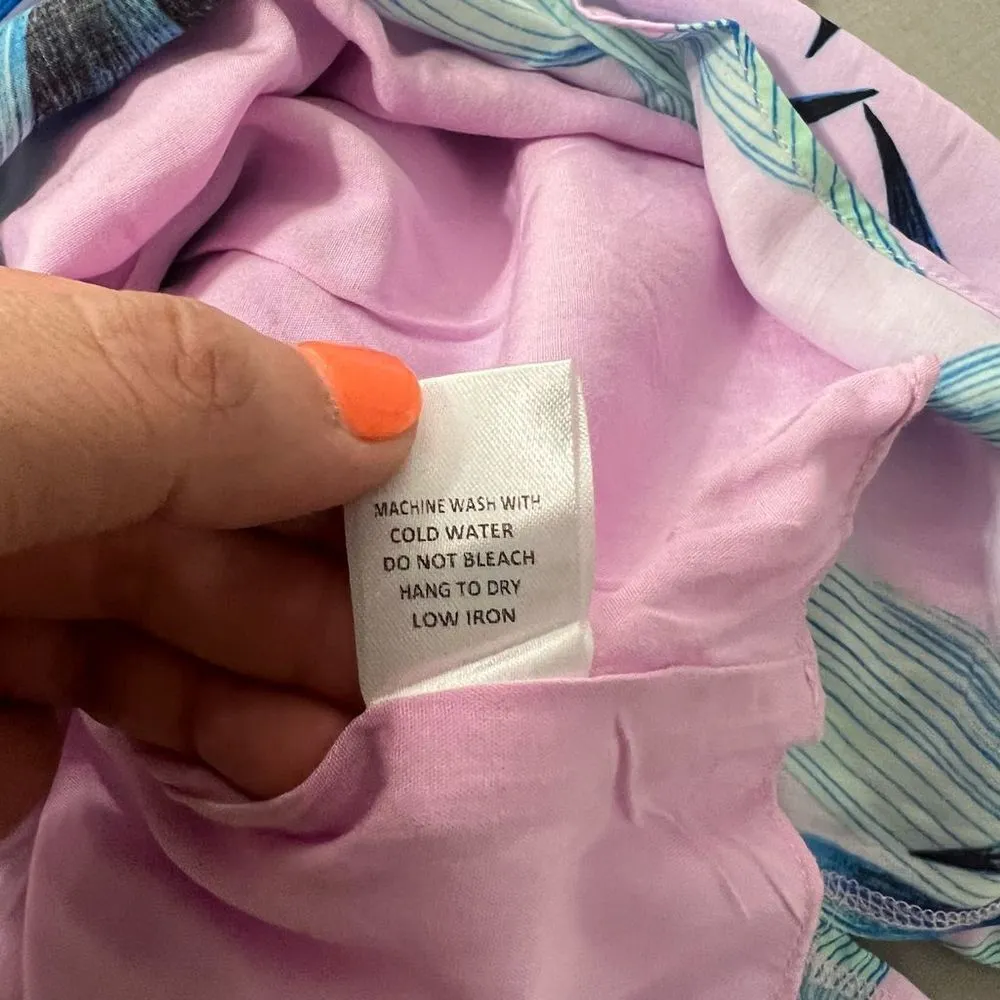 MACHINE WASH WITH
COLD WATER
DO NOT BLEACH
HANG TO DRY
LOW IRON